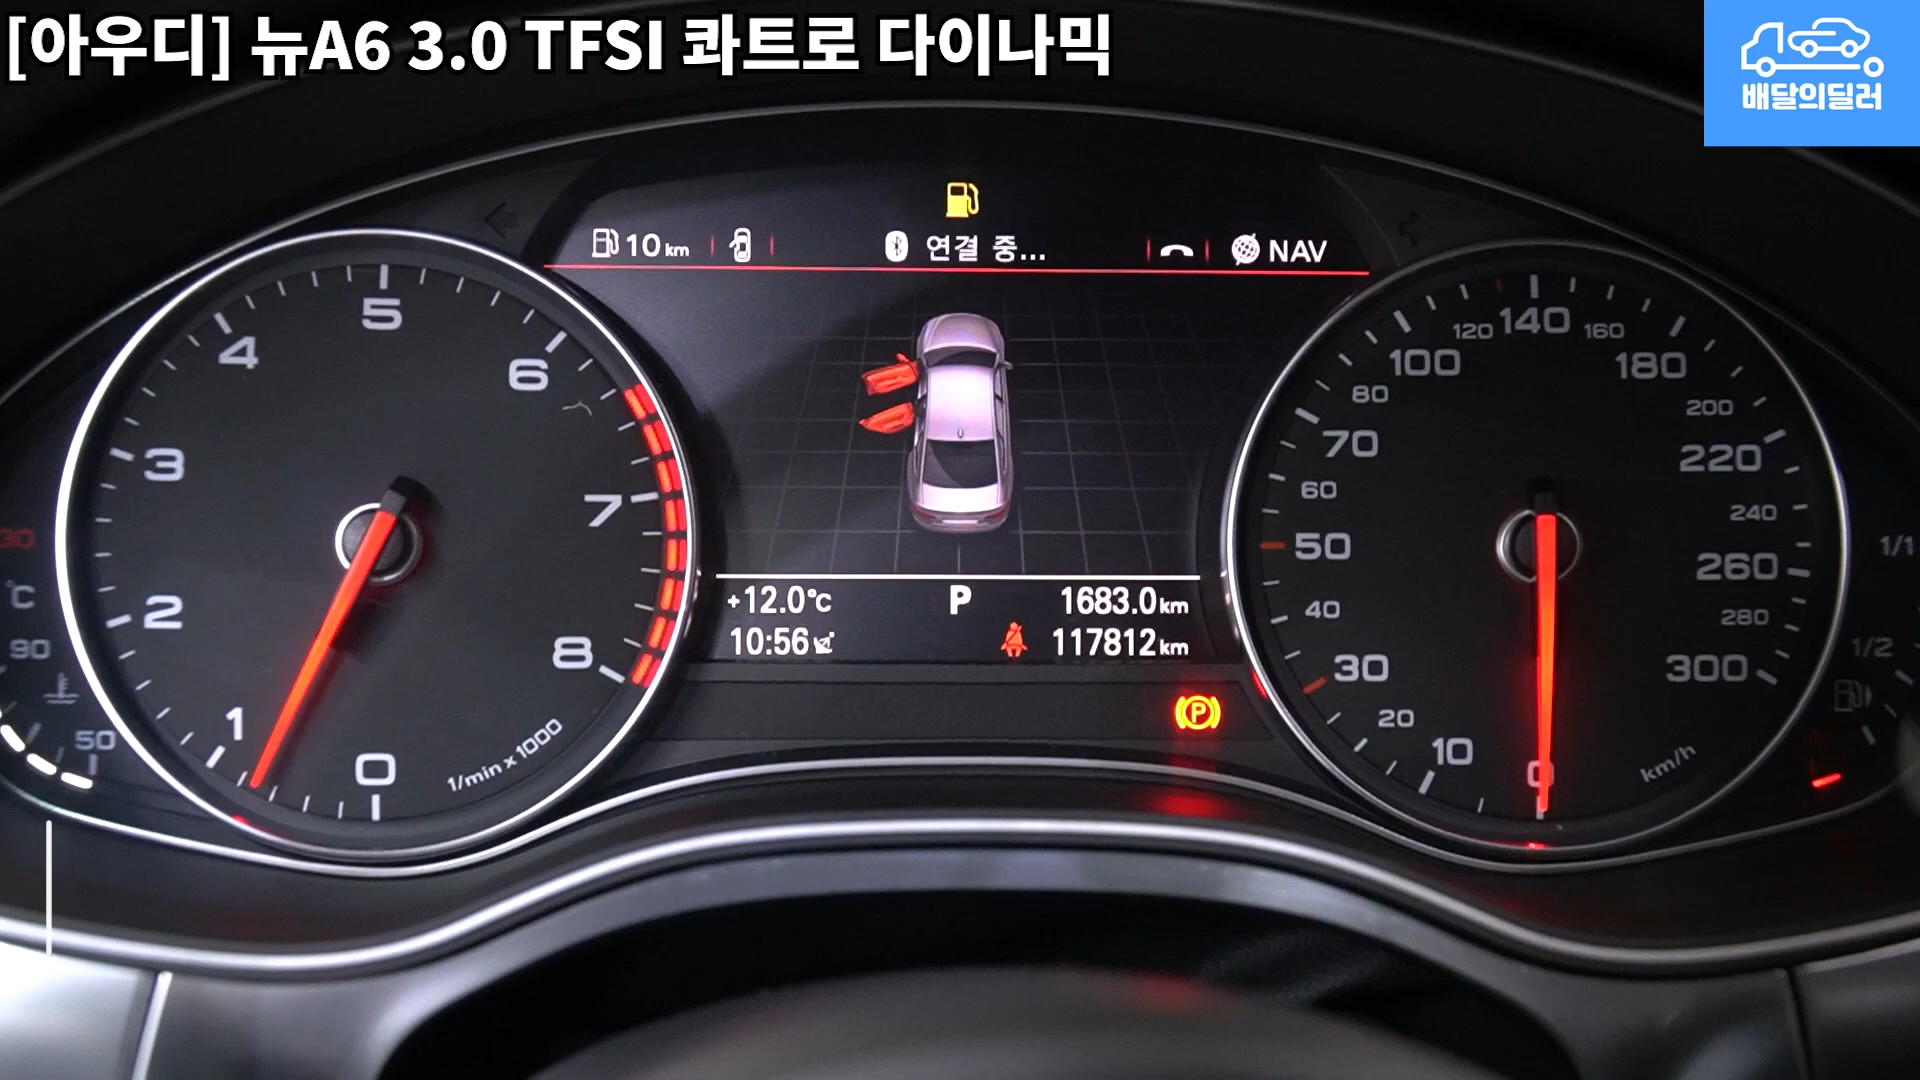 [아우디] 뉴A6 3.0 TFSI 콰트로 다이나믹
배달의딜러
10 km
연결 중...
NAV
0 1 2 3 4 5 6 7 8
1/min x 1000
+12.0°C P 1683.0 km
10:56 117812 km
P
0 10 20 30 40 50 60 70 80 100 120 140 160 180 200 220 240 260 280 300
km/h
130
°C
90
50
1/1
1/2